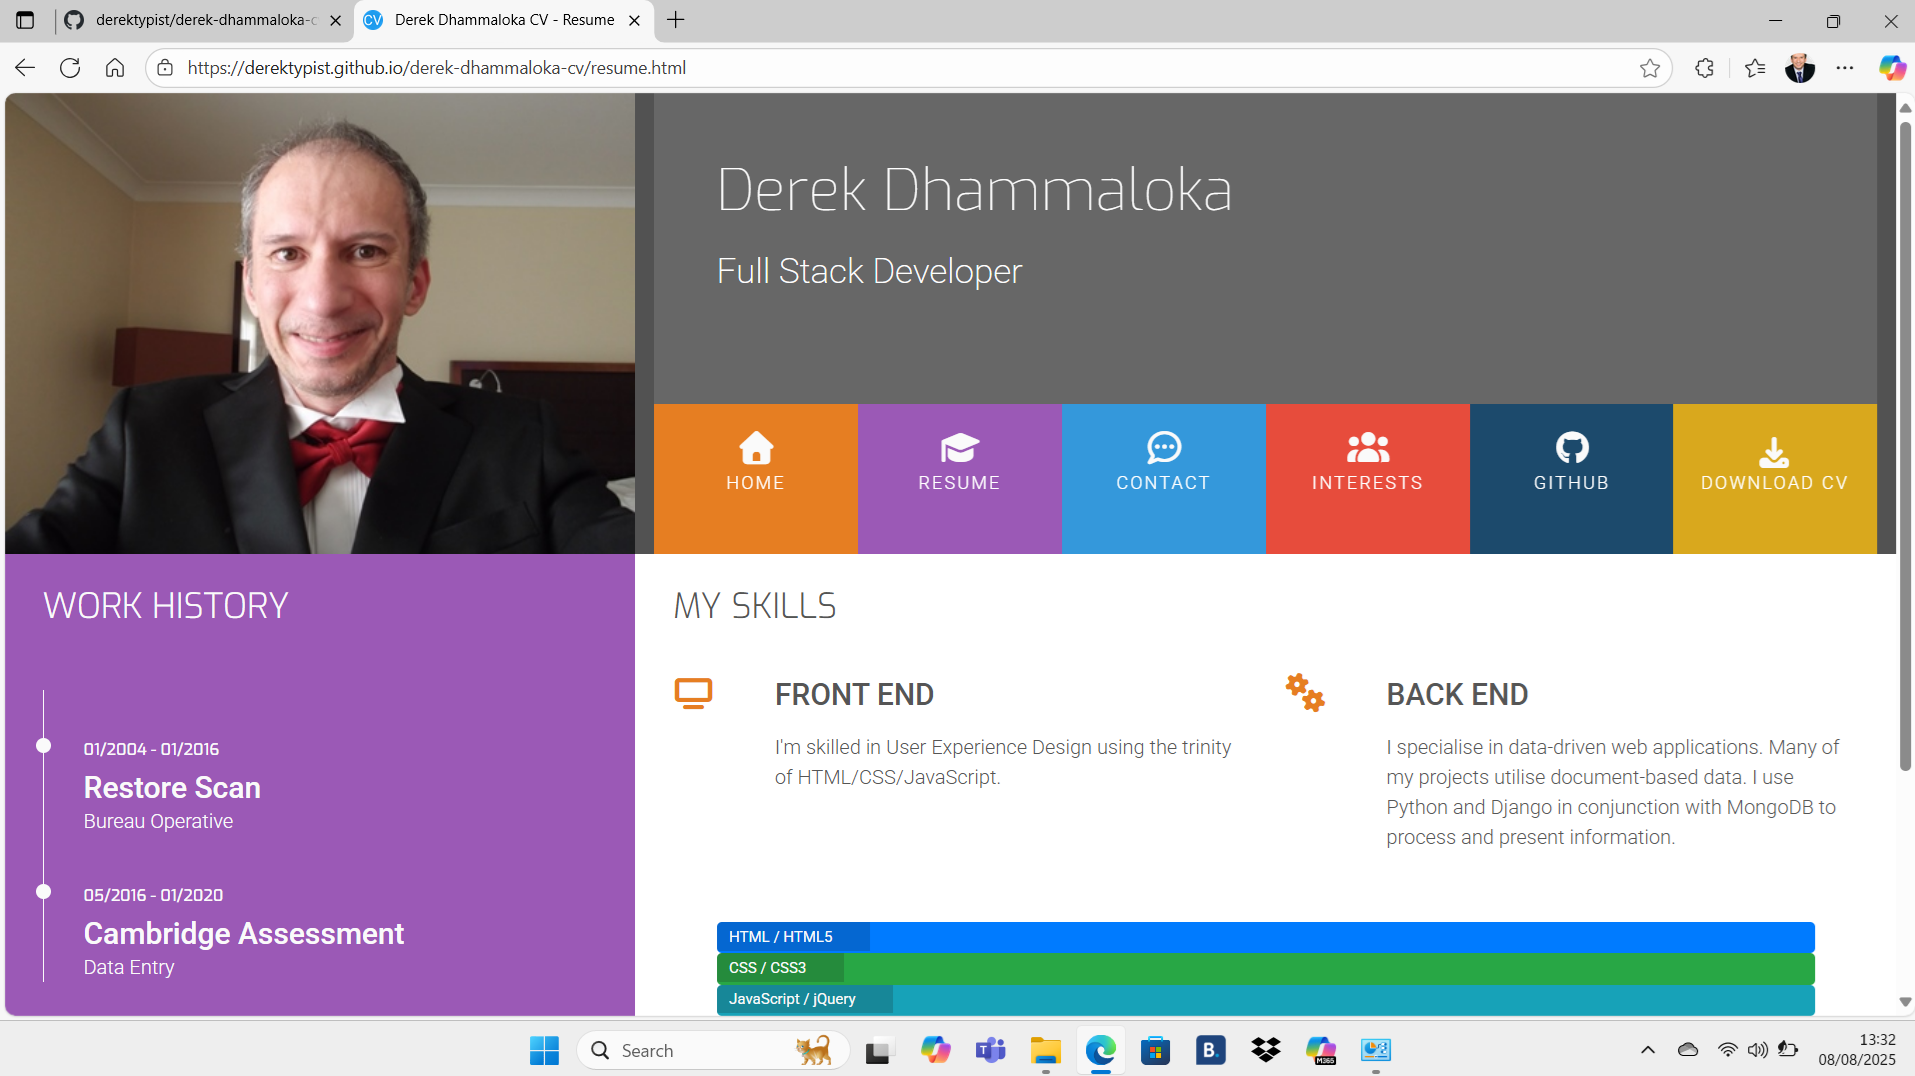 derektypist/derek-dhammaloka-c
Derek Dhammaloka CV - Resume
https://derektypist.github.io/derek-dhammaloka-cv/resume.html
Derek Dhammaloka
Full Stack Developer
HOME
RESUME
CONTACT
INTERESTS
GITHUB
DOWNLOAD CV
WORK HISTORY
01/2004 - 01/2016
Restore Scan
Bureau Operative
05/2016 - 01/2020
Cambridge Assessment
Data Entry
MY SKILLS
FRONT END
I'm skilled in User Experience Design using the trinity
of HTML/CSS/JavaScript.
BACK END
I specialise in data-driven web applications. Many of
my projects utilise document-based data. I use
Python and Django in conjunction with MongoDB to
process and present information.
HTML / HTML5
CSS / CSS3
JavaScript / jQuery
Search
13:32
08/08/2025
CV
B.
M365